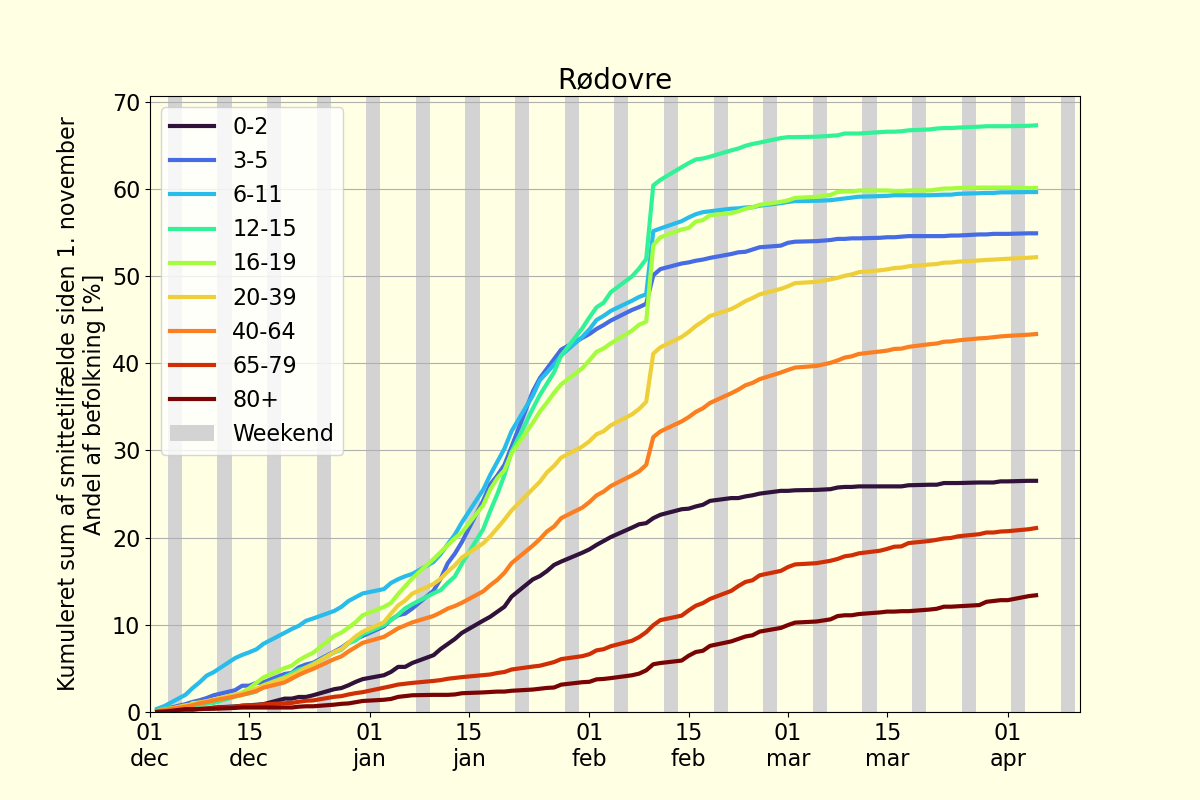 Rødovre
Kumuleret sum af smittetilfælde siden 1. november
Andel af befolkning [%]
70
60
50
40
30
20
10
0
0-2
3-5
6-11
12-15
16-19
20-39
40-64
65-79
80+
Weekend
01 15 01 15 01 15 01 15 01
dec dec jan jan feb feb mar mar apr